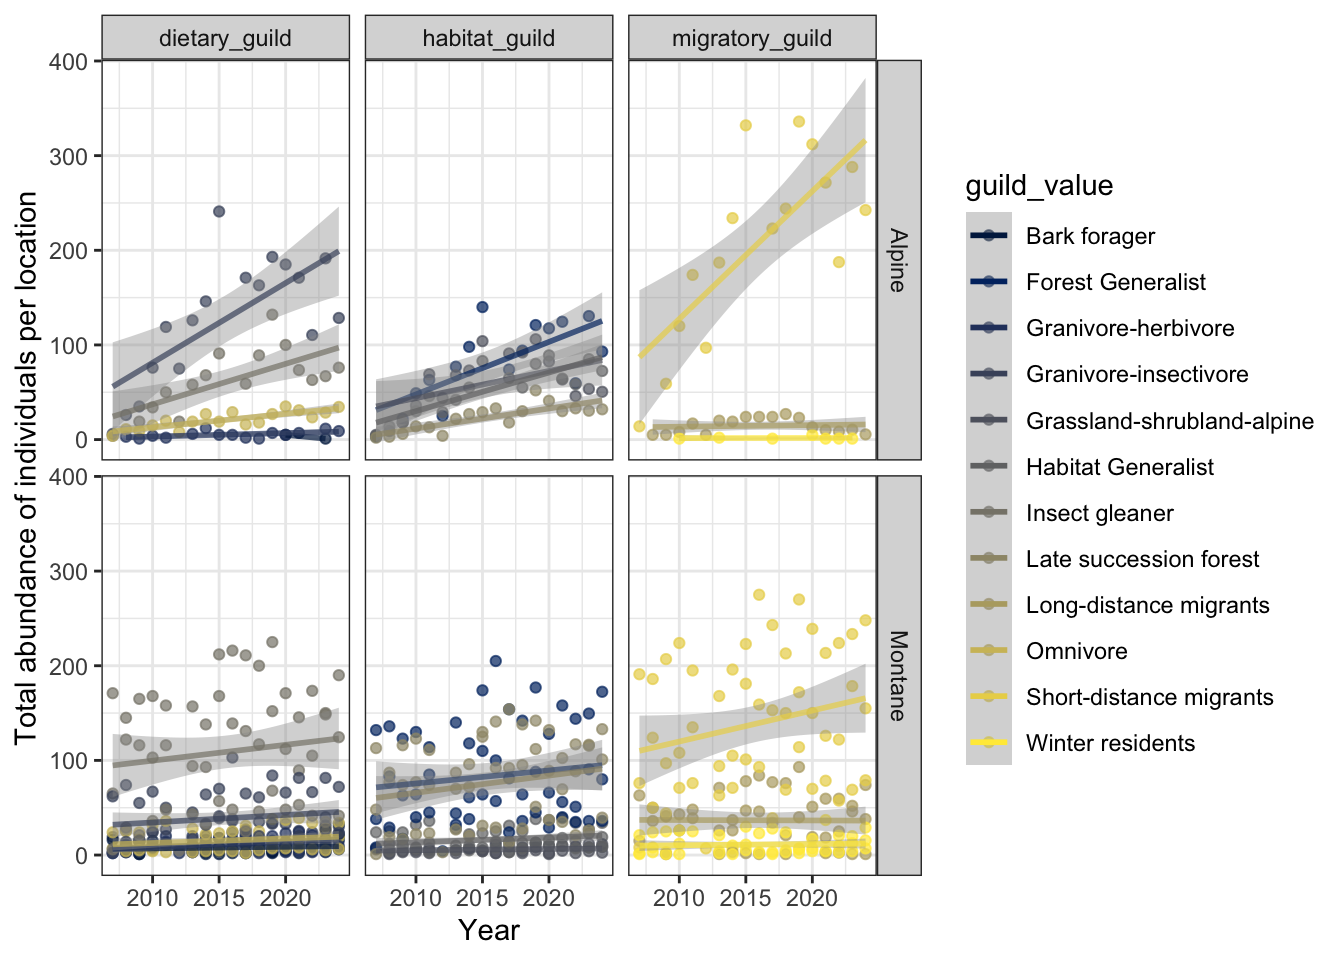 dietary_guild habitat_guild migratory_guild
400
300
200
100
0
Alpine
400
300
200
100
0
Montane
2010 2015 2020 2010 2015 2020 2010 2015 2020
Year
Total abundance of individuals per location
guild_value
Bark forager
Forest Generalist
Granivore-herbivore
Granivore-insectivore
Grassland-shrubland-alpine
Habitat Generalist
Insect gleaner
Late succession forest
Long-distance migrants
Omnivore
Short-distance migrants
Winter residents